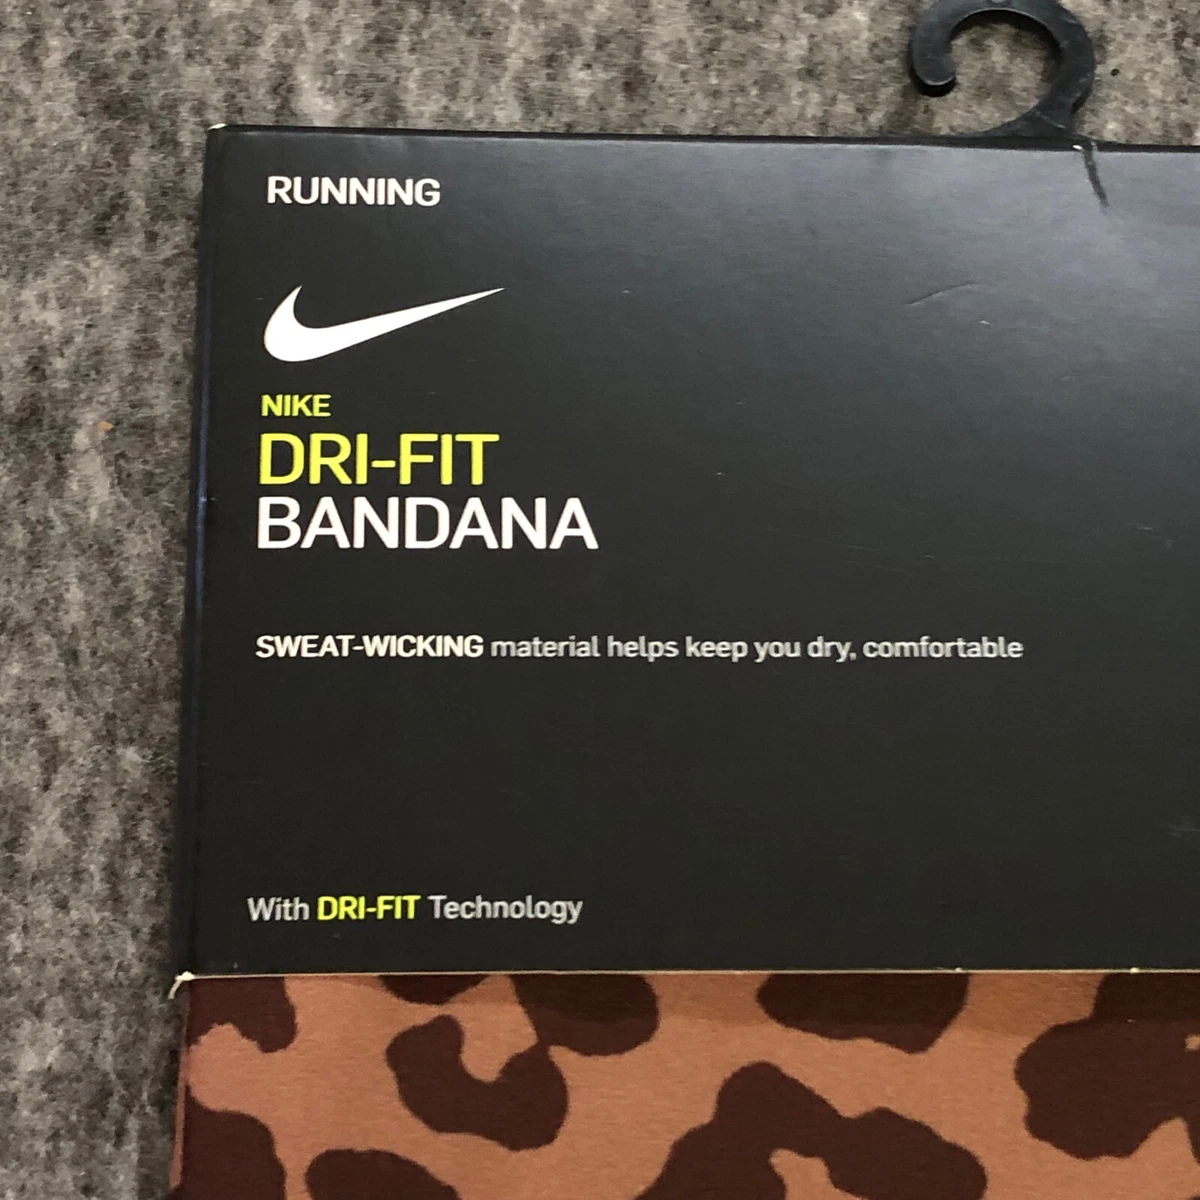 RUNNING
NIKE
DRI-FIT
BANDANA
SWEAT-WICKING material helps keep you dry, comfortable
With DRI-FIT Technology